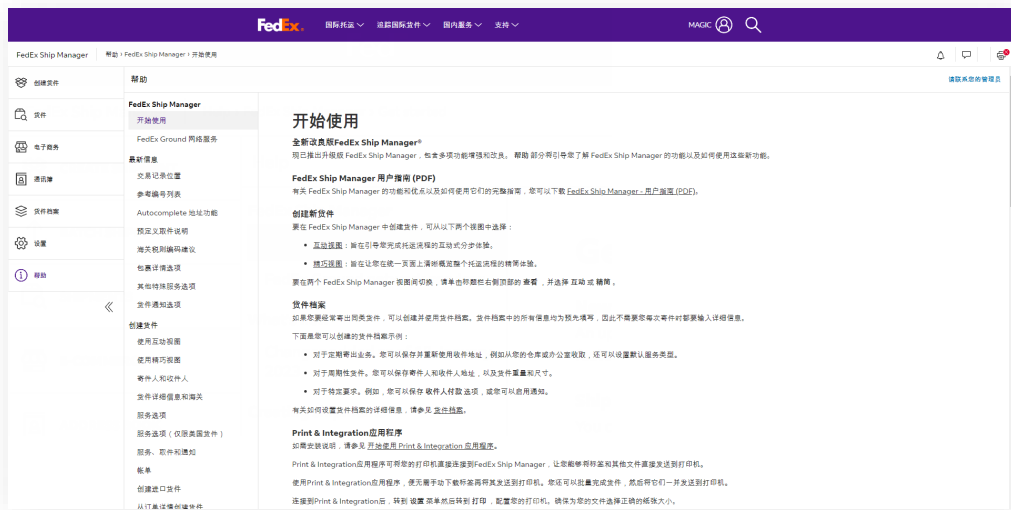 FedEx®
国际托运
追踪国际货件
国内服务
支持
MAGIC
FedEx Ship Manager
帮助 › FedEx Ship Manager › 开始使用
创建货件
货件
电子商务
通讯簿
货件档案
设置
帮助
帮助
请联系您的管理员
FedEx Ship Manager
开始使用
FedEx Ground 网络服务
最新信息
交易记录位置
参考编号列表
Autocomplete 地址功能
预定义取件说明
海关税则编码建议
包裹详情选项
其他特殊服务选项
货件通知选项
创建货件
使用互动视图
使用精巧视图
寄件人和收件人
货件详细信息和海关
服务选项
服务选项（仅限美国货件）
服务、取件和通知
帐单
创建进口货件
从订单详情创建货件
开始使用
全新改良版FedEx Ship Manager®
现已推出升级版 FedEx Ship Manager，包含多项功能增强和改良。 帮助 部分将引导您了解 FedEx Ship Manager 的功能以及如何使用这些新功能。
FedEx Ship Manager 用户指南 (PDF)
有关 FedEx Ship Manager 的功能和优点以及如何使用它们的完整指南，您可以下载 FedEx Ship Manager - 用户指南 (PDF)。
创建新货件
要在 FedEx Ship Manager 中创建货件，可从以下两个视图中选择：
• 互动视图：旨在引导您完成托运流程的互动式分步体验。
• 精巧视图：旨在让您在统一页面上清晰概览整个托运流程的精简体验。
要在两个 FedEx Ship Manager 视图间切换，请单击标题栏右侧顶部的 查看，并选择 互动 或 精简。
货件档案
如果您要经常寄出同类货件，可以创建并使用货件档案。货件档案中的所有信息均为预先填写，因此不需要您每次寄件时都要输入详细信息。
下面是您可以创建的货件档案示例：
• 对于定期寄出业务。您可以保存并重新使用收件地址，例如从您的仓库或办公室收取，还可以设置默认服务类型。
• 对于周期性货件。您可以保存寄件人和收件人地址，以及货件重量和尺寸。
• 对于特定要求。例如，您可以保存 收件人付款 选项，或您可以启用通知。
有关如何设置货件档案的详细信息，请参见 货件档案。
Print & Integration应用程序
如需安装说明，请参见 开始使用 Print & Integration 应用程序。
Print & Integration应用程序可将您的打印机直接连接到FedEx Ship Manager，让您能够将标签和其他文件直接发送到打印机。
使用Print & Integration应用程序，便无需手动下载标签再将其发送到打印机。您还可以批量完成货件，然后将它们一并发送到打印机。
连接到Print & Integration后，转到 设置 菜单然后转到 打印，配置您的打印机。确保为您的文件选择正确的纸张大小。